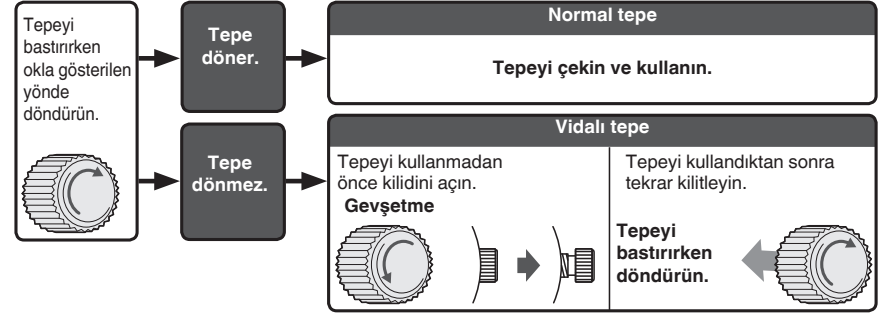 Tepeyi
bastırırken
okla gösterilen
yönde
döndürün.
Tepe
döner.
Normal tepe
Tepeyi çekin ve kullanın.
Tepe
dönmez.
Vidalı tepe
Tepeyi kullanmadan
önce kilidini açın.
Gevşetme
Tepeyi kullandıktan sonra
tekrar kilitleyin.
Tepeyi
bastırırken
döndürün.